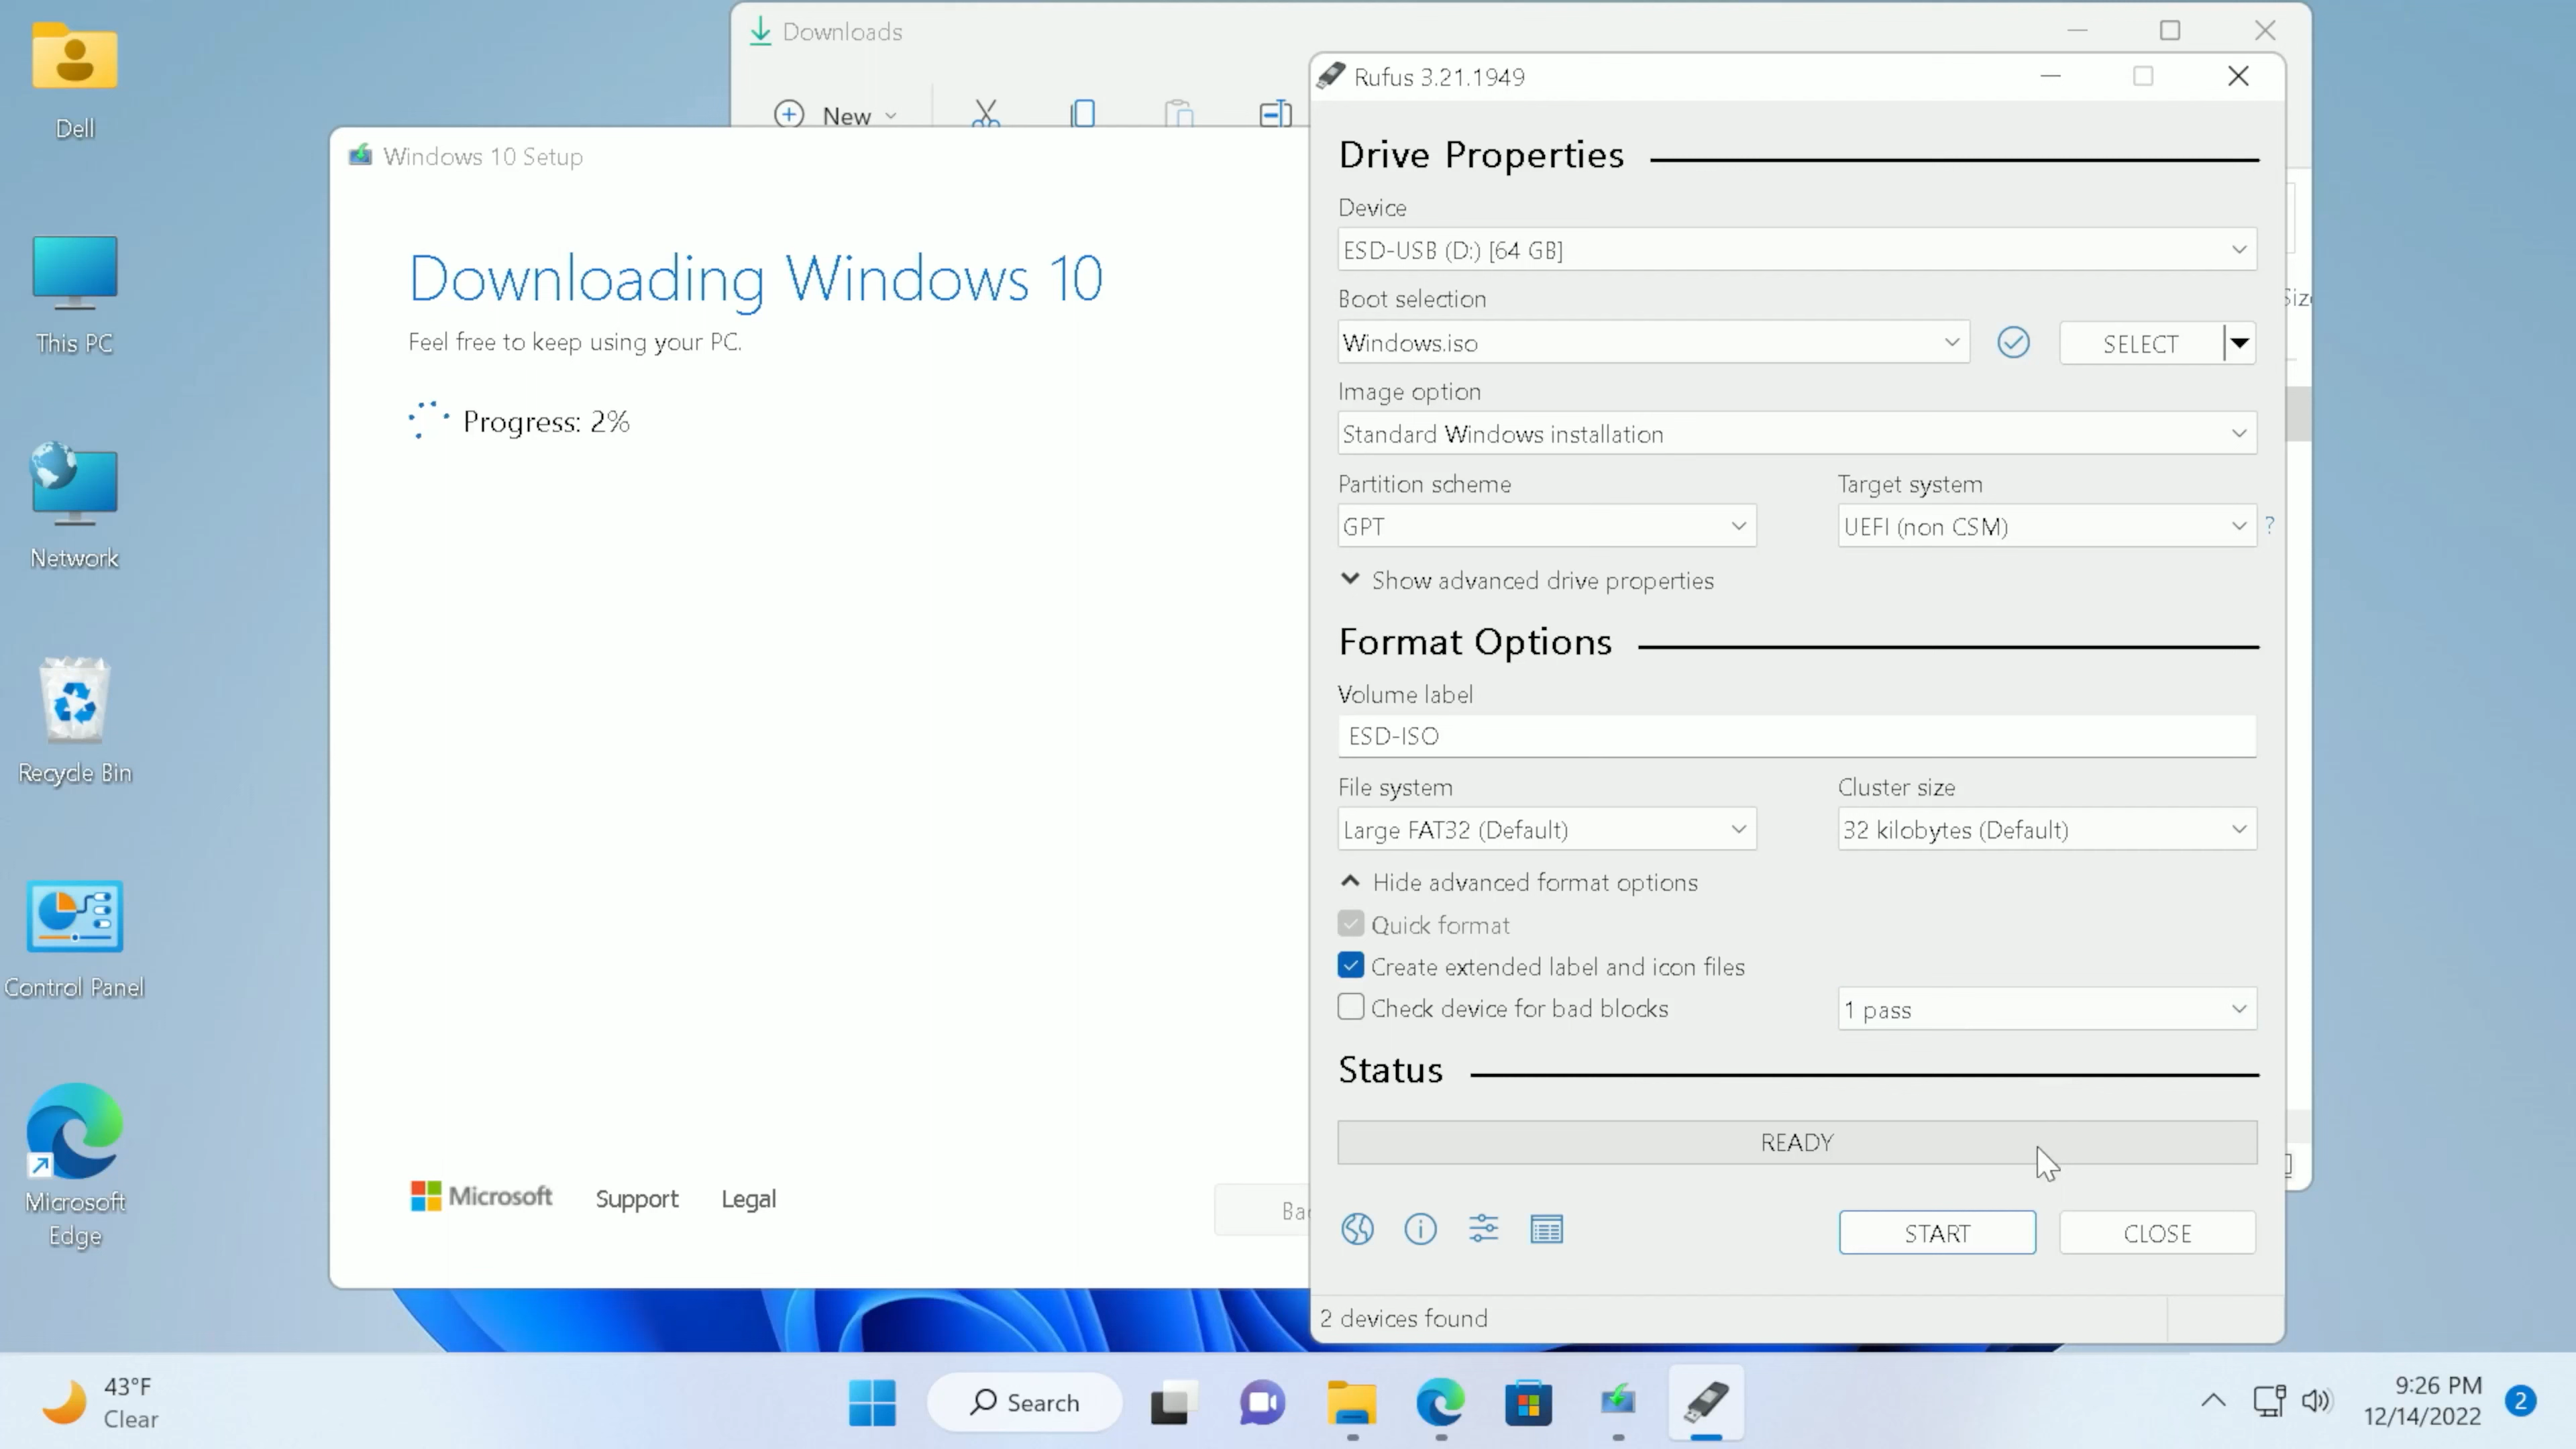 Dell
This PC
Network
Recycle Bin
Control Panel
Microsoft
Edge
Downloads
New
Windows 10 Setup
Downloading Windows 10
Feel free to keep using your PC.
Progress: 2%
Microsoft
Support
Legal
Rufus 3.21.1949
Drive Properties
Device
ESD-USB (D:) [64 GB]
Boot selection
Windows.iso
SELECT
Image option
Standard Windows installation
Partition scheme
Target system
GPT
UEFI (non CSM)
?
Show advanced drive properties
Format Options
Volume label
ESD-ISO
File system
Cluster size
Large FAT32 (Default)
32 kilobytes (Default)
Hide advanced format options
Quick format
Create extended label and icon files
Check device for bad blocks
1 pass
Status
READY
START
CLOSE
2 devices found
43°F
Clear
Search
9:26 PM
12/14/2022
2